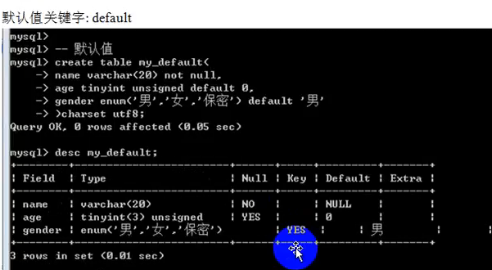 默认值关键字: default
mysql>
mysql> -- 默认值
mysql> create table my_default(
    -> name varchar(20) not null,
    -> age tinyint unsigned default 0,
    -> gender enum('男','女','保密') default '男'
    -> )charset utf8;
Query OK, 0 rows affected (0.05 sec)
mysql> desc my_default;
+--------+--------------------------+------+-----+---------+-------+
| Field | Type | Null | Key | Default | Extra |
+--------+--------------------------+------+-----+---------+-------+
| name | varchar(20) | NO | | NULL | |
| age | tinyint(3) unsigned | YES | | 0 | |
| gender | enum('男','女','保密') | YES | | 男 | |
+--------+--------------------------+------+-----+---------+-------+
3 rows in set (0.01 sec)